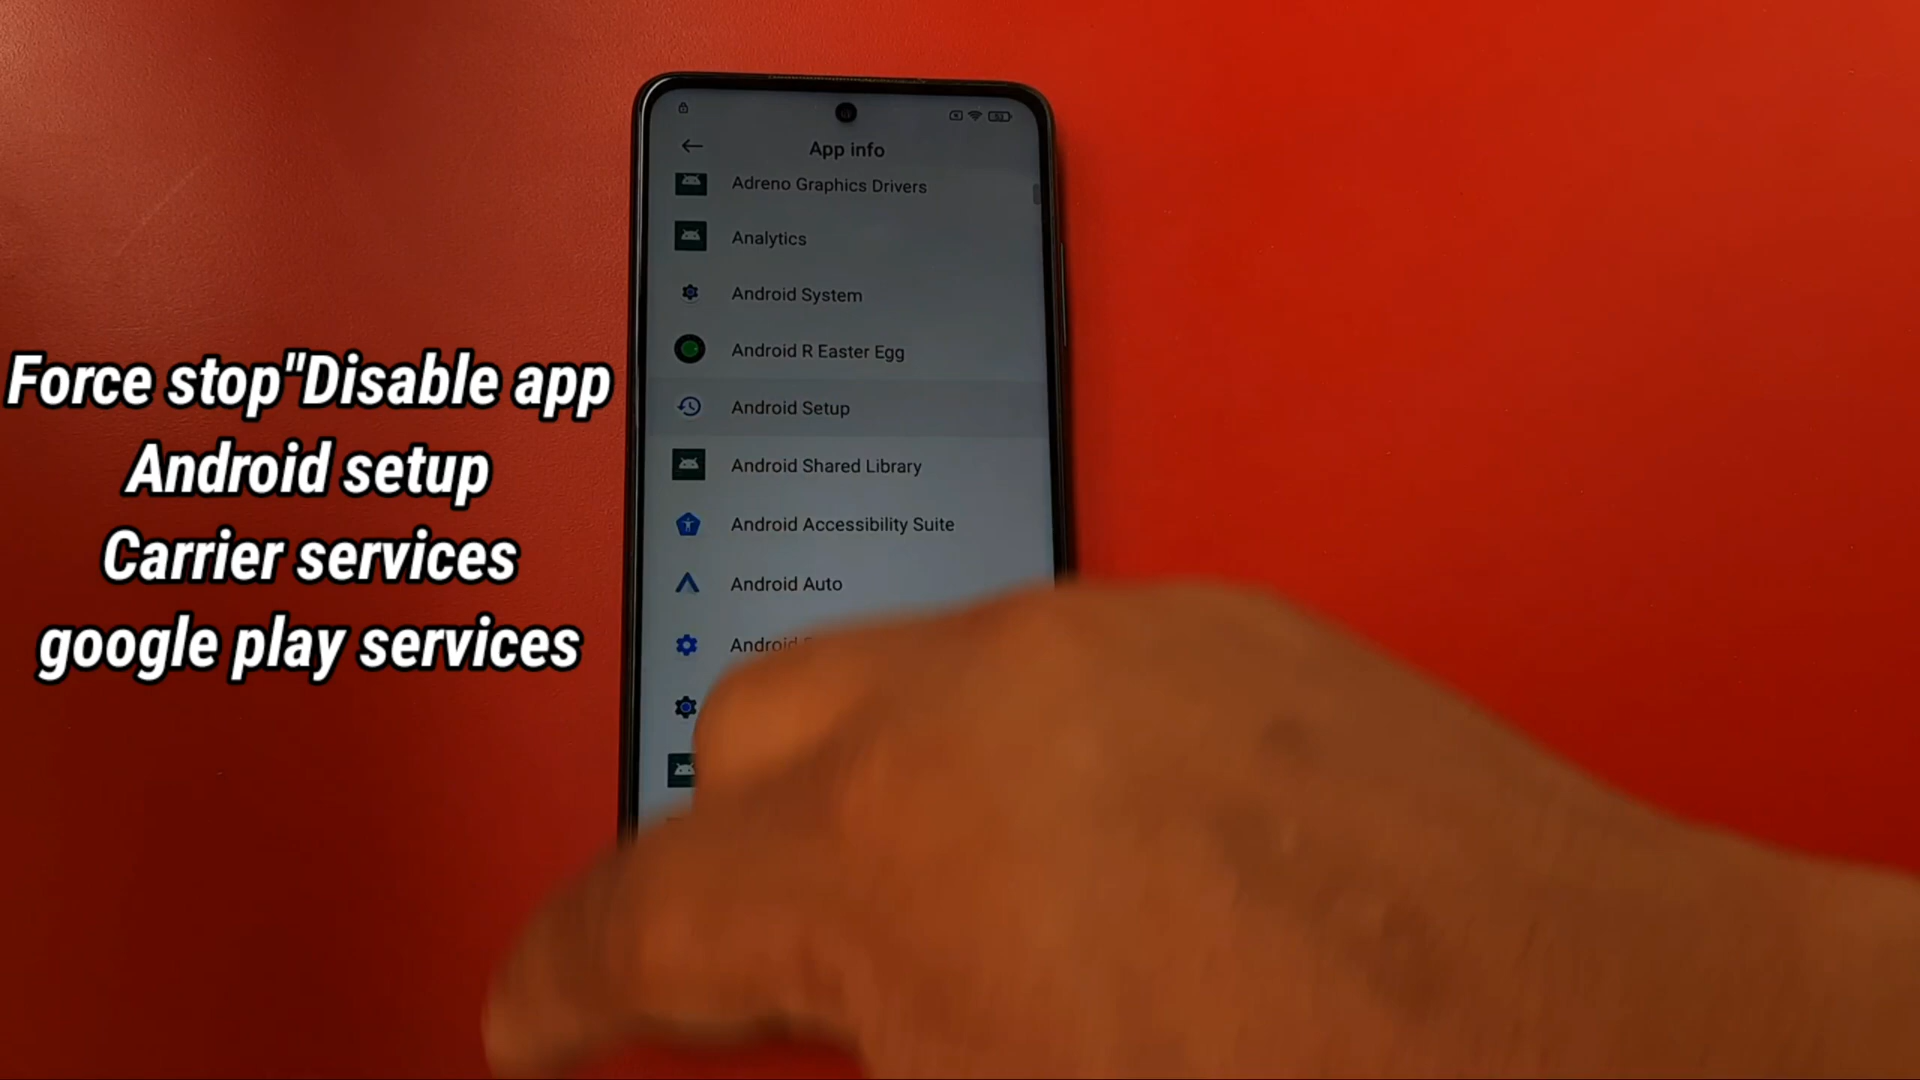 App info
Adreno Graphics Drivers
Analytics
Android System
Android R Easter Egg
Android Setup
Android Shared Library
Android Accessibility Suite
Android Auto
Android
Force stop"Disable app
Android setup
Carrier services
google play services